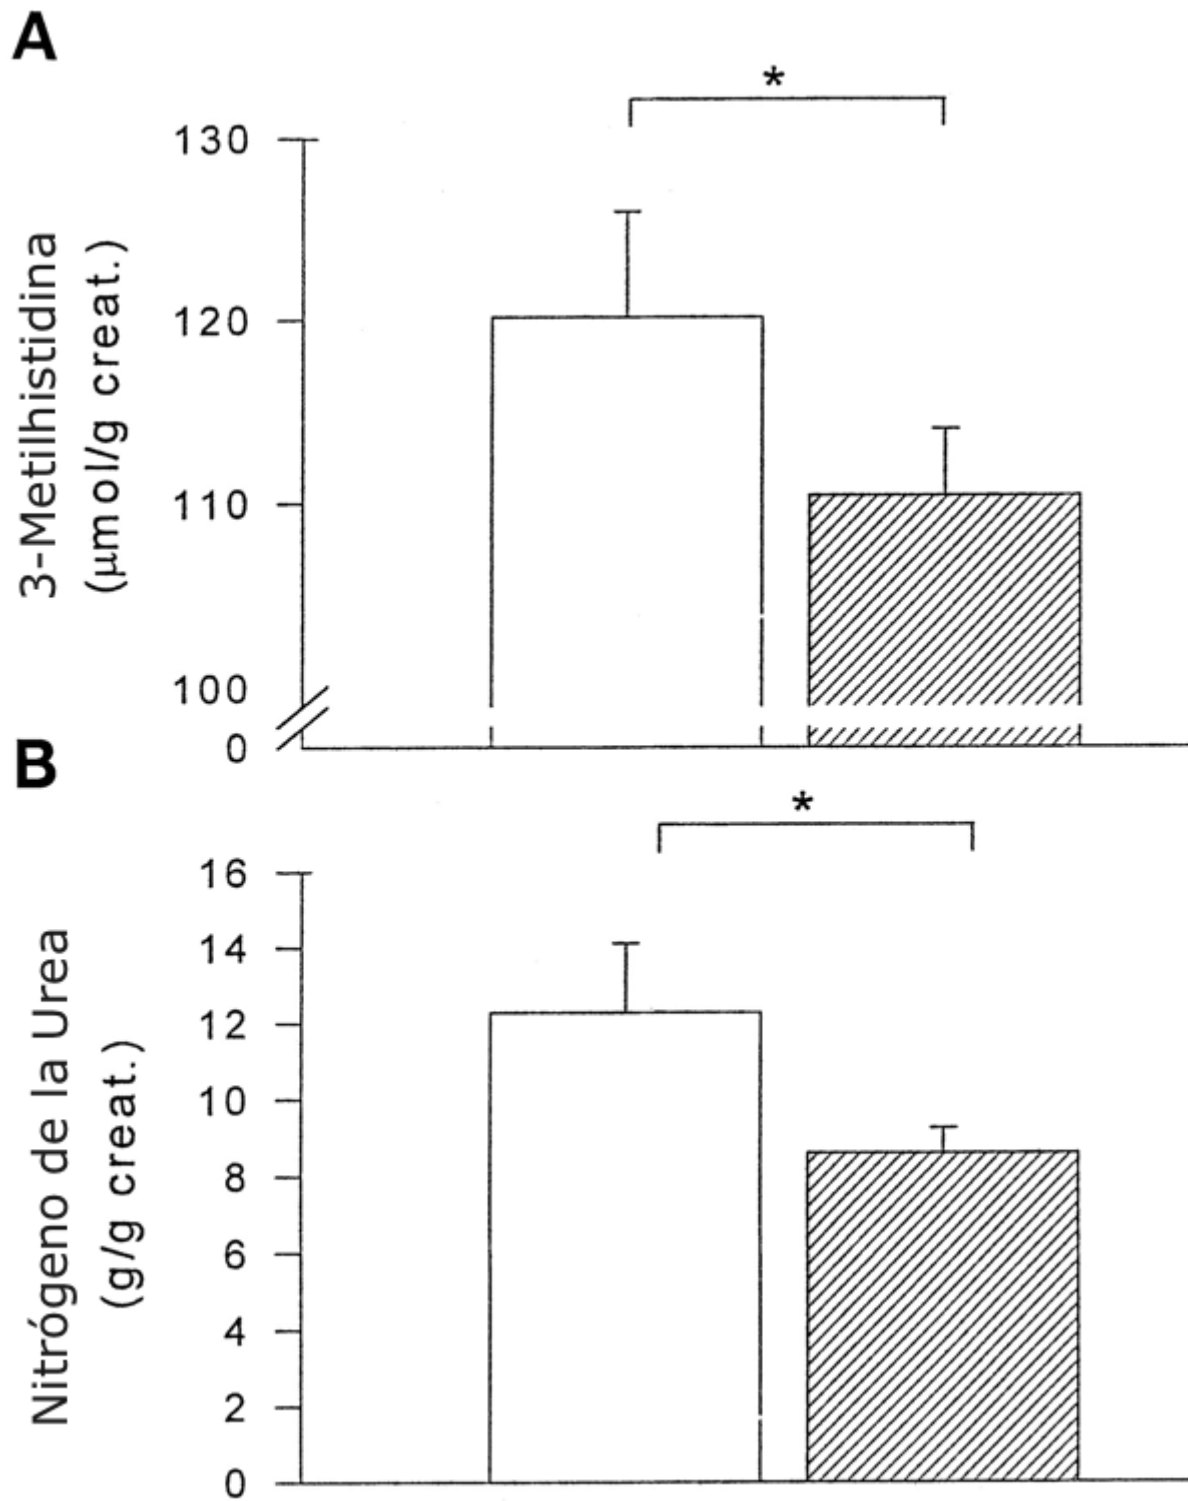 A
*
130
120
110
100
0
3-Metilhistidina
(μmol/g creat.)
B
*
16
14
12
10
8
6
4
2
0
Nitrógeno de la Urea
(g/g creat.)